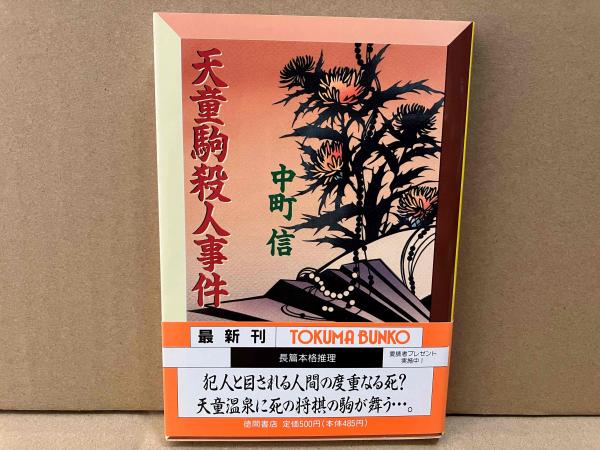 天童駒殺人事件
中町信
最新刊
TOKUMA BUNKO
長篇本格推理
愛読者プレゼント
実施中!
犯人と目される人間の度重なる死?
天童温泉に死の将棋の駒が舞う…。
徳間書店 定価500円(本体485円)